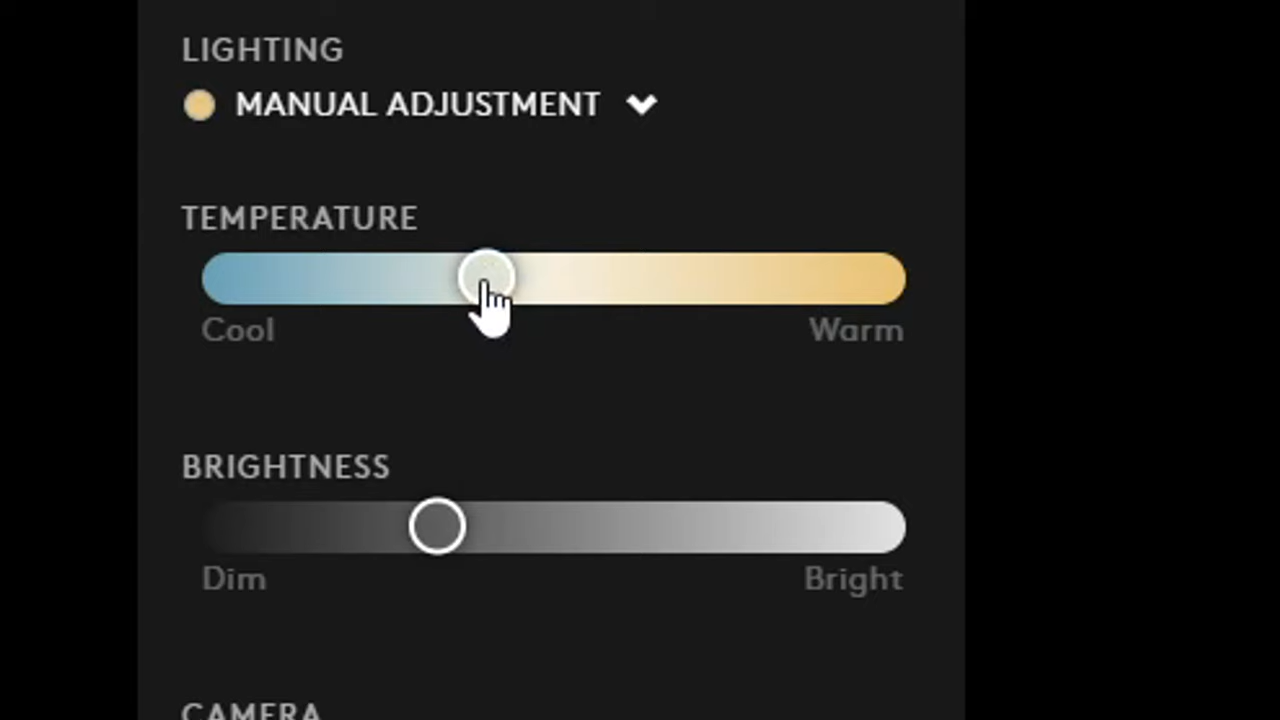 LIGHTING
MANUAL ADJUSTMENT
TEMPERATURE
Cool Warm
BRIGHTNESS
Dim Bright
CAMERA